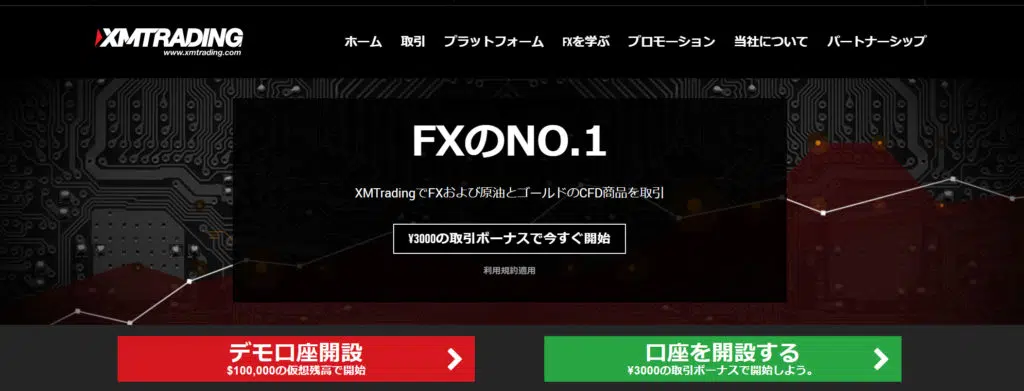 XMTRADING
www.xmtrading.com
ホーム 取引 プラットフォーム FXを学ぶ プロモーション 当社について パートナーシップ
FXのNO.1
XMTradingでFXおよび原油とゴールドのCFD商品を取引
¥3000の取引ボーナスで今すぐ開始
利用規約適用
デモ口座開設
$100,000の仮想残高で開始
口座を開設する
¥3000の取引ボーナスで開始しよう。